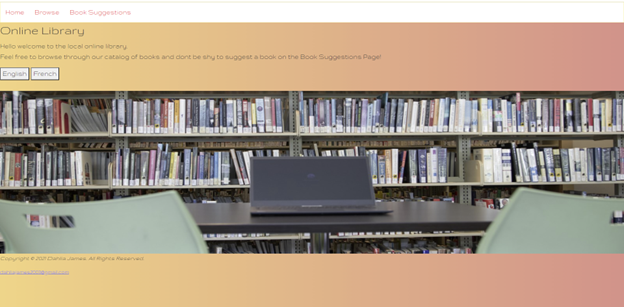 Home Browse Book Suggestions
Online Library
Hello welcome to the local online library.
Feel free to browse through our catalog of books and dont be shy to suggest a book on the Book Suggestions Page!
English French
Copyright © 2021 Dahlia James. All Rights Reserved.